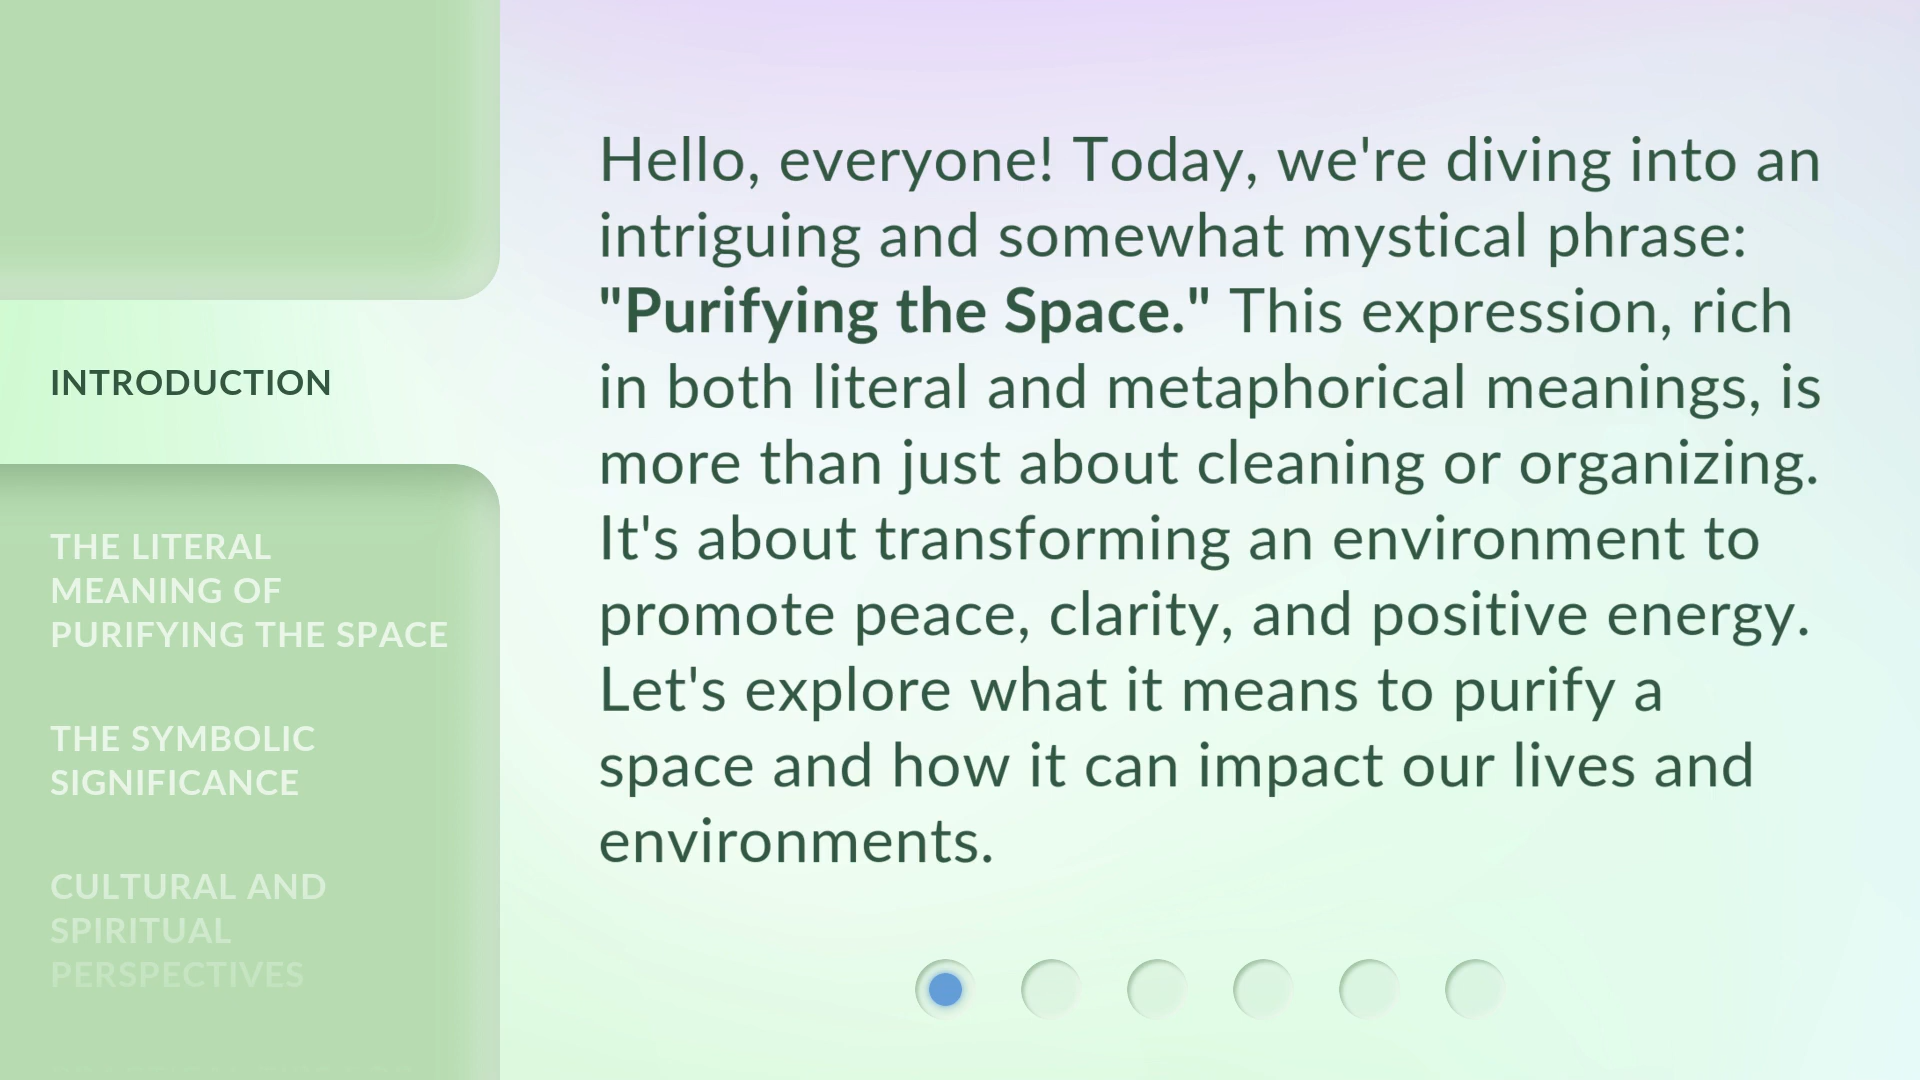 INTRODUCTION
THE LITERAL
MEANING OF
PURIFYING THE SPACE
THE SYMBOLIC
SIGNIFICANCE
CULTURAL AND
SPIRITUAL
PERSPECTIVES
Hello, everyone! Today, we're diving into an
intriguing and somewhat mystical phrase:
"Purifying the Space." This expression, rich
in both literal and metaphorical meanings, is
more than just about cleaning or organizing.
It's about transforming an environment to
promote peace, clarity, and positive energy.
Let's explore what it means to purify a
space and how it can impact our lives and
environments.